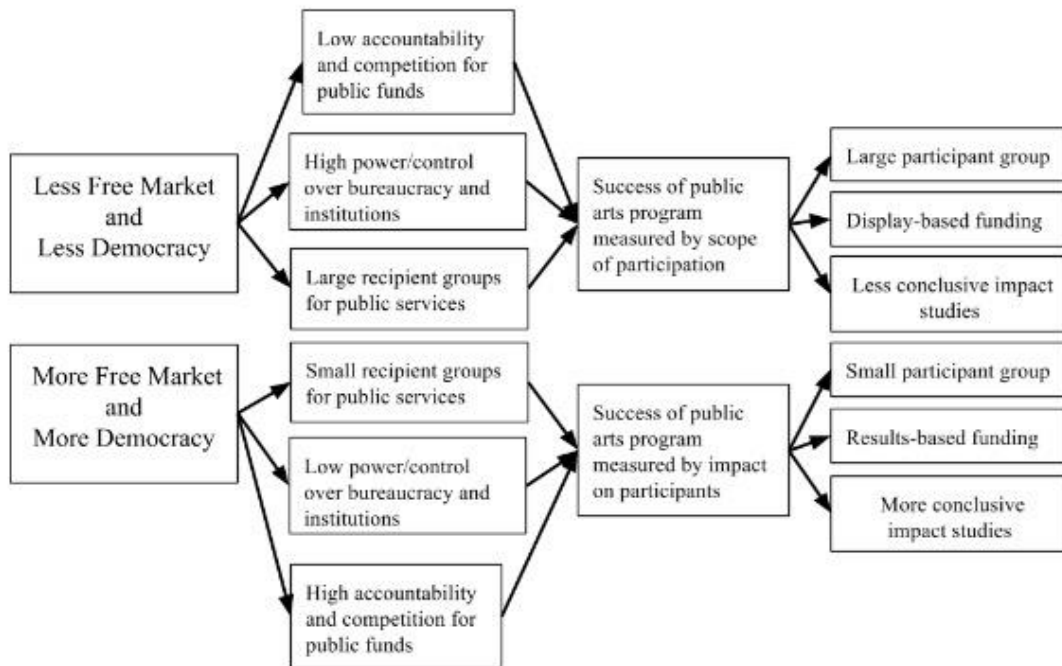 Low accountability
and competition for
public funds
High power/control
over bureaucracy and
institutions
Large recipient groups
for public services
Less Free Market
and
Less Democracy
Success of public
arts program
measured by scope
of participation
Large participant group
Display-based funding
Less conclusive impact
studies
More Free Market
and
More Democracy
Small recipient groups
for public services
Low power/control
over bureaucracy and
institutions
High accountability
and competition for
public funds
Success of public
arts program
measured by impact
on participants
Small participant group
Results-based funding
More conclusive
impact studies